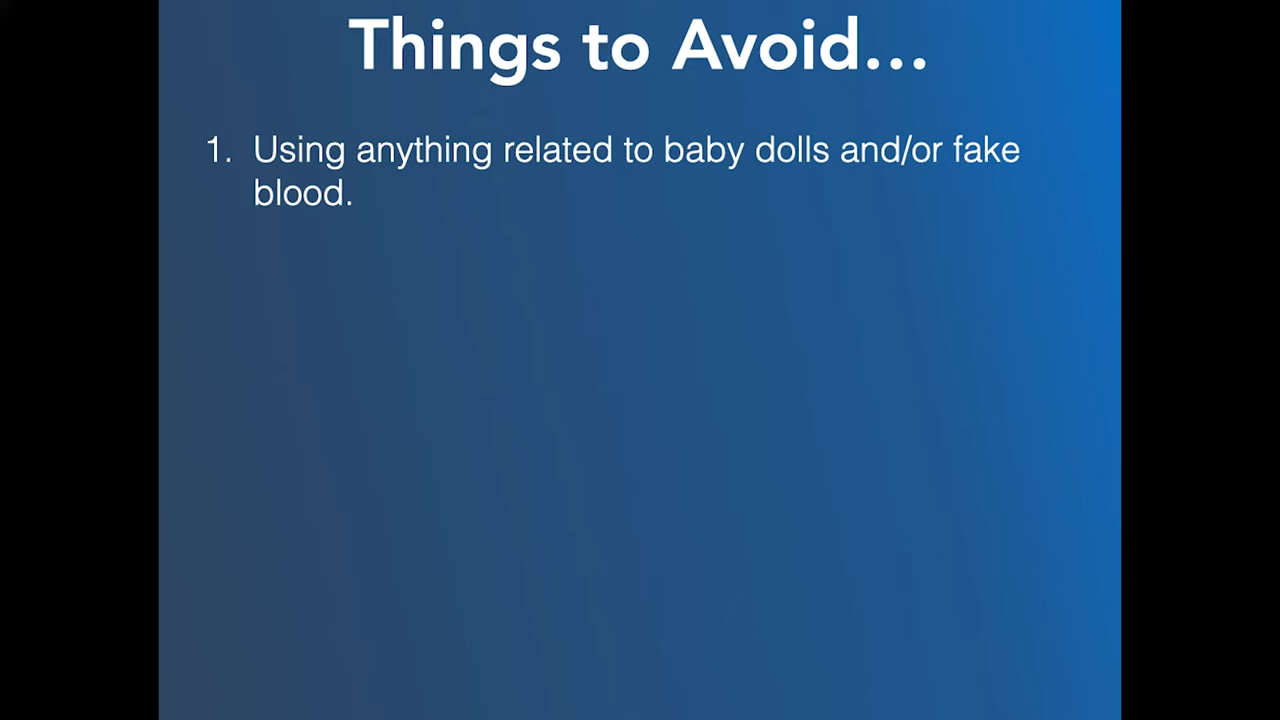 Things to Avoid...
1. Using anything related to baby dolls and/or fake
blood.